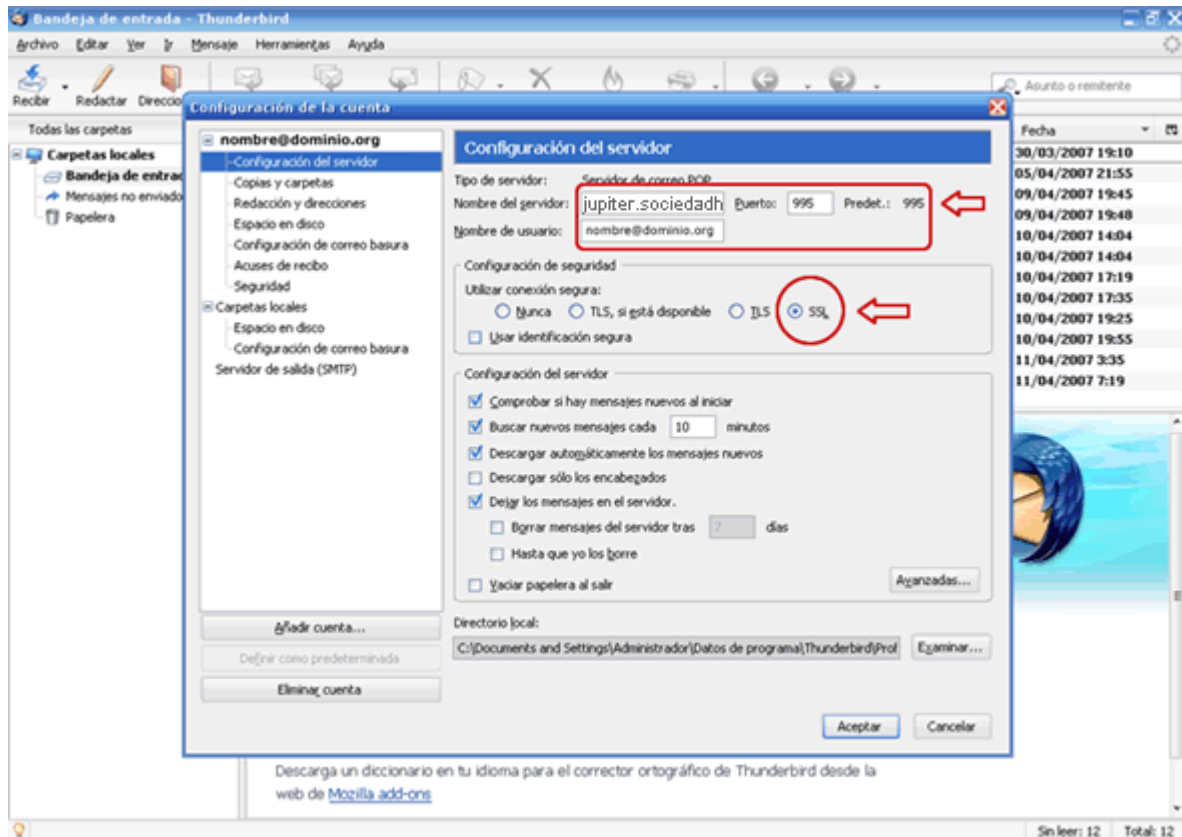 Bandeja de entrada - Thunderbird
Archivo Editar Ver Ir Mensaje Herramientas Ayuda
Recibir Redactar Direccio
Asunto o remitente
Todas las carpetas
Carpetas locales
Bandeja de entrad
Mensajes no enviado
Papelera
Configuración de la cuenta
nombre@dominio.org
Configuración del servidor
Copias y carpetas
Redacción y direcciones
Espacio en disco
Configuración de correo basura
Acuses de recibo
Seguridad
Carpetas locales
Espacio en disco
Configuración de correo basura
Servidor de salida (SMTP)
Añadir cuenta...
Definir como predeterminada
Eliminar cuenta
Configuración del servidor
Tipo de servidor: Servidor de correo POP
Nombre del servidor: jupiter.sociedadh Puerto: 995 Predet.: 995
Nombre de usuario: nombre@dominio.org
Configuración de seguridad
Utilizar conexión segura:
Nunca TLS, si está disponible TLS SSL
Usar identificación segura
Configuración del servidor
Comprobar si hay mensajes nuevos al iniciar
Buscar nuevos mensajes cada 10 minutos
Descargar automáticamente los mensajes nuevos
Descargar sólo los encabezados
Dejar los mensajes en el servidor.
Borrar mensajes del servidor tras 7 días
Hasta que yo los borre
Vaciar papelera al salir
Avanzadas...
Directorio local:
C:\Documents and Settings\Administrador\Datos de programa\Thunderbird\Prof
Examinar...
Aceptar Cancelar
Fecha
30/03/2007 19:10
05/04/2007 21:55
09/04/2007 19:45
09/04/2007 19:48
10/04/2007 14:04
10/04/2007 14:04
10/04/2007 17:19
10/04/2007 17:35
10/04/2007 19:25
10/04/2007 19:55
11/04/2007 3:35
11/04/2007 7:19
Descarga un diccionario en tu idioma para el corrector ortográfico de Thunderbird desde la
web de Mozilla add-ons
Sin leer: 12 Total: 12